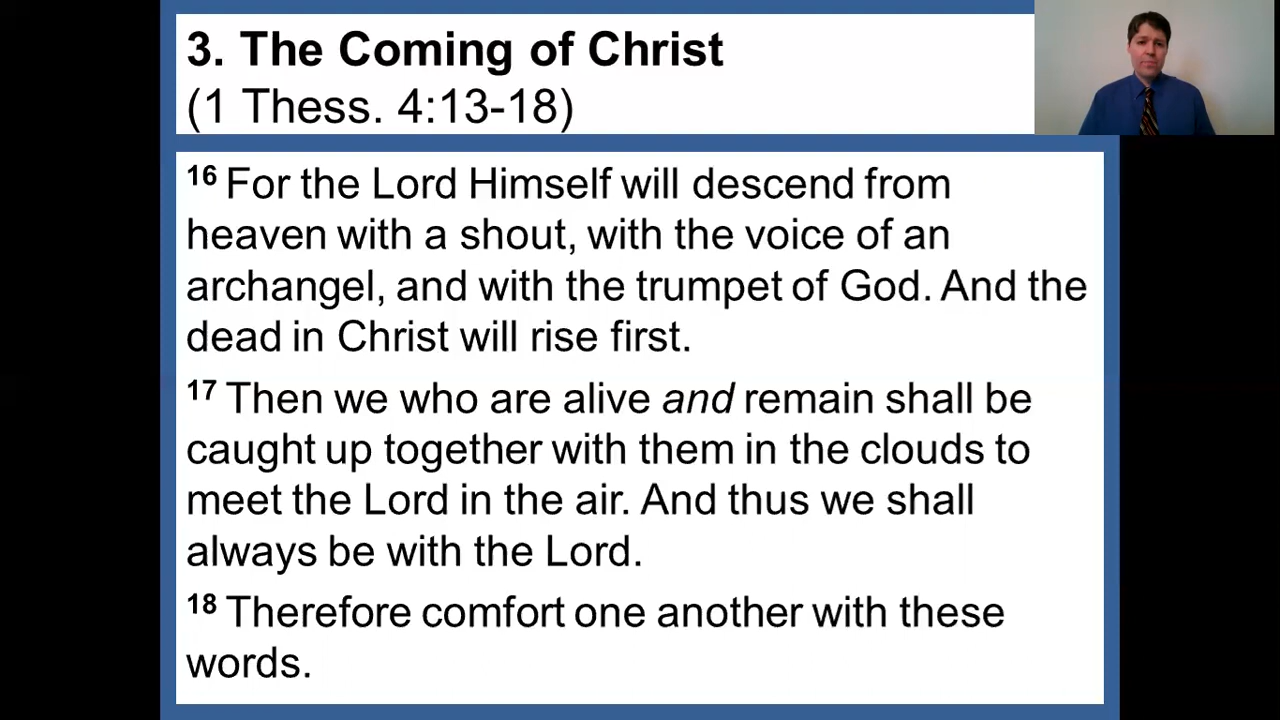 3. The Coming of Christ
(1 Thess. 4:13-18)
16 For the Lord Himself will descend from
heaven with a shout, with the voice of an
archangel, and with the trumpet of God. And the
dead in Christ will rise first.
17 Then we who are alive and remain shall be
caught up together with them in the clouds to
meet the Lord in the air. And thus we shall
always be with the Lord.
18 Therefore comfort one another with these
words.